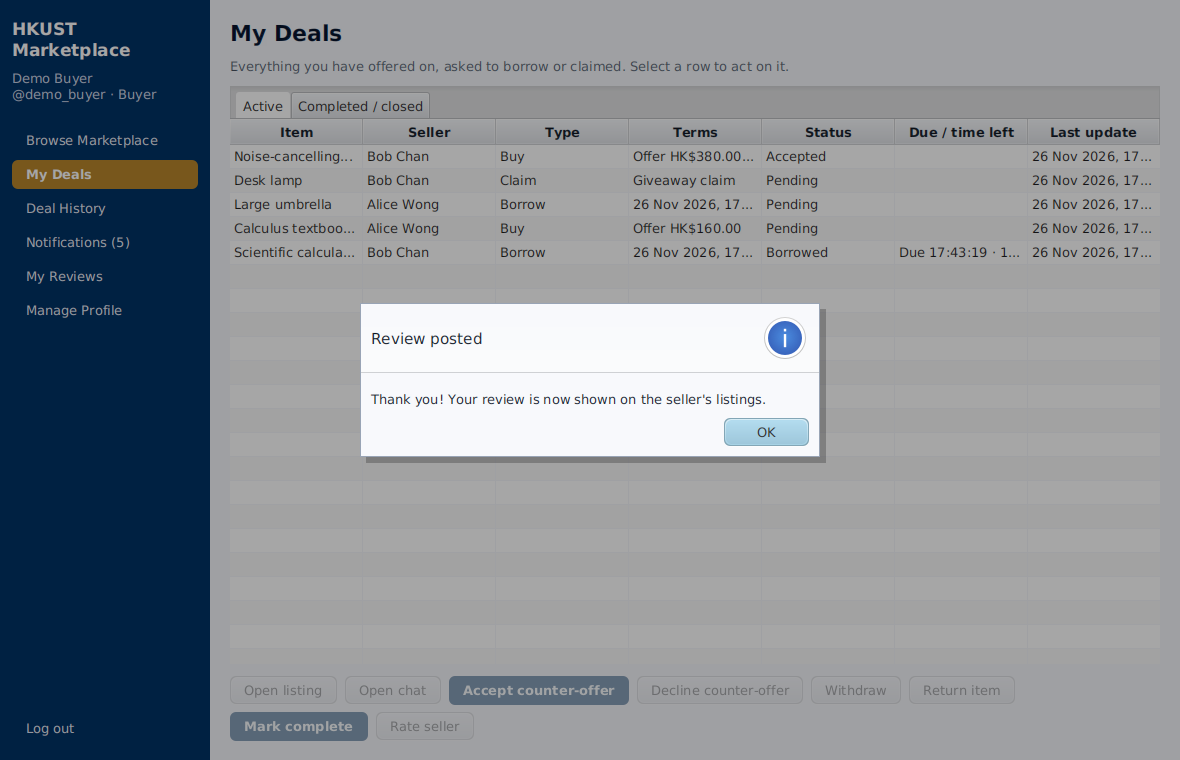 HKUST
Marketplace
Demo Buyer
@demo_buyer · Buyer
Browse Marketplace
My Deals
Deal History
Notifications (5)
My Reviews
Manage Profile
Log out
My Deals
Everything you have offered on, asked to borrow or claimed. Select a row to act on it.
Active Completed / closed
Item Seller Type Terms Status Due / time left Last update
Noise-cancelling... Bob Chan Buy Offer HK$380.00... Accepted 26 Nov 2026, 17...
Desk lamp Bob Chan Claim Giveaway claim Pending 26 Nov 2026, 17...
Large umbrella Alice Wong Borrow 26 Nov 2026, 17... Pending 26 Nov 2026, 17...
Calculus textboo... Alice Wong Buy Offer HK$160.00 Pending 26 Nov 2026, 17...
Scientific calcula... Bob Chan Borrow 26 Nov 2026, 17... Borrowed Due 17:43:19 · 1... 26 Nov 2026, 17...
Review posted
Thank you! Your review is now shown on the seller's listings.
OK
Open listing Open chat Accept counter-offer Decline counter-offer Withdraw Return item
Mark complete Rate seller